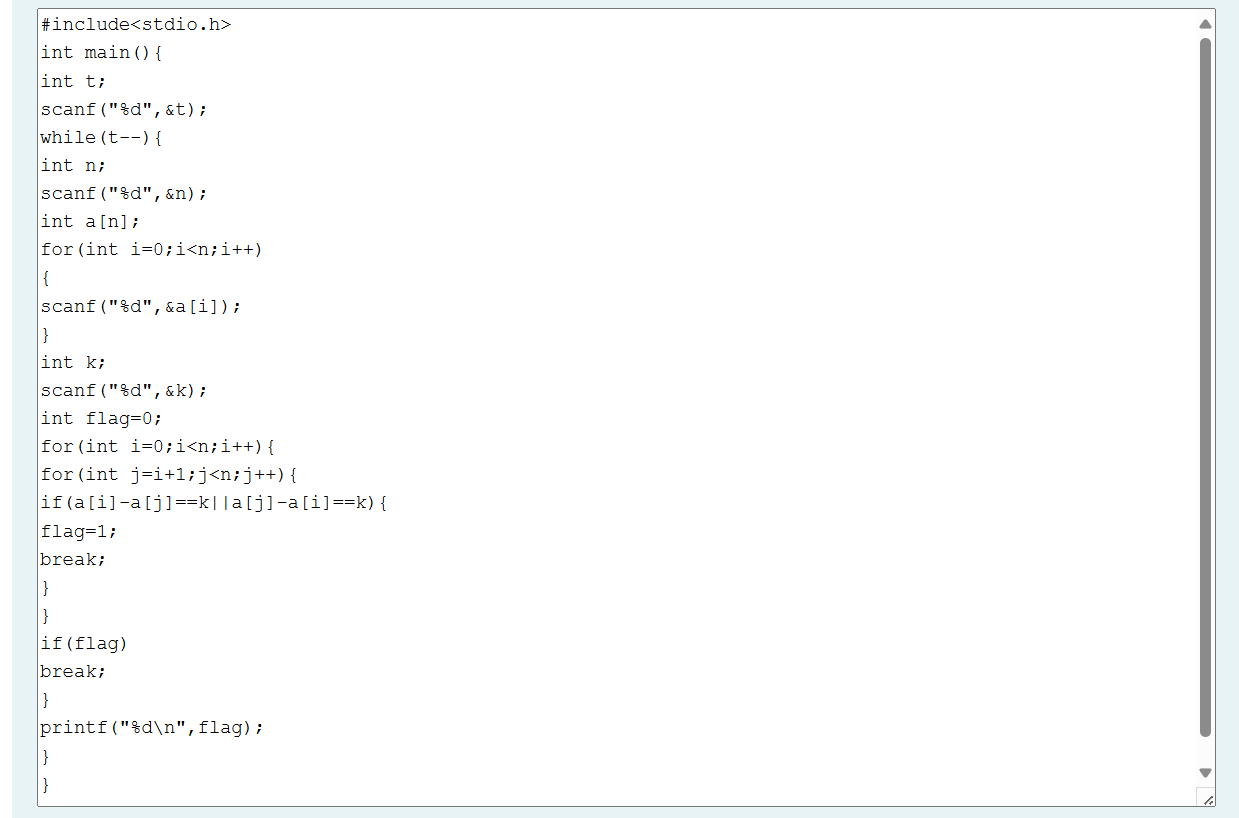 #include<stdio.h>
int main(){
int t;
scanf("%d",&t);
while(t--){
int n;
scanf("%d",&n);
int a[n];
for(int i=0;i<n;i++)
{
scanf("%d",&a[i]);
}
int k;
scanf("%d",&k);
int flag=0;
for(int i=0;i<n;i++){
for(int j=i+1;j<n;j++){
if(a[i]-a[j]==k||a[j]-a[i]==k){
flag=1;
break;
}
}
if(flag)
break;
}
printf("%d\n",flag);
}
}